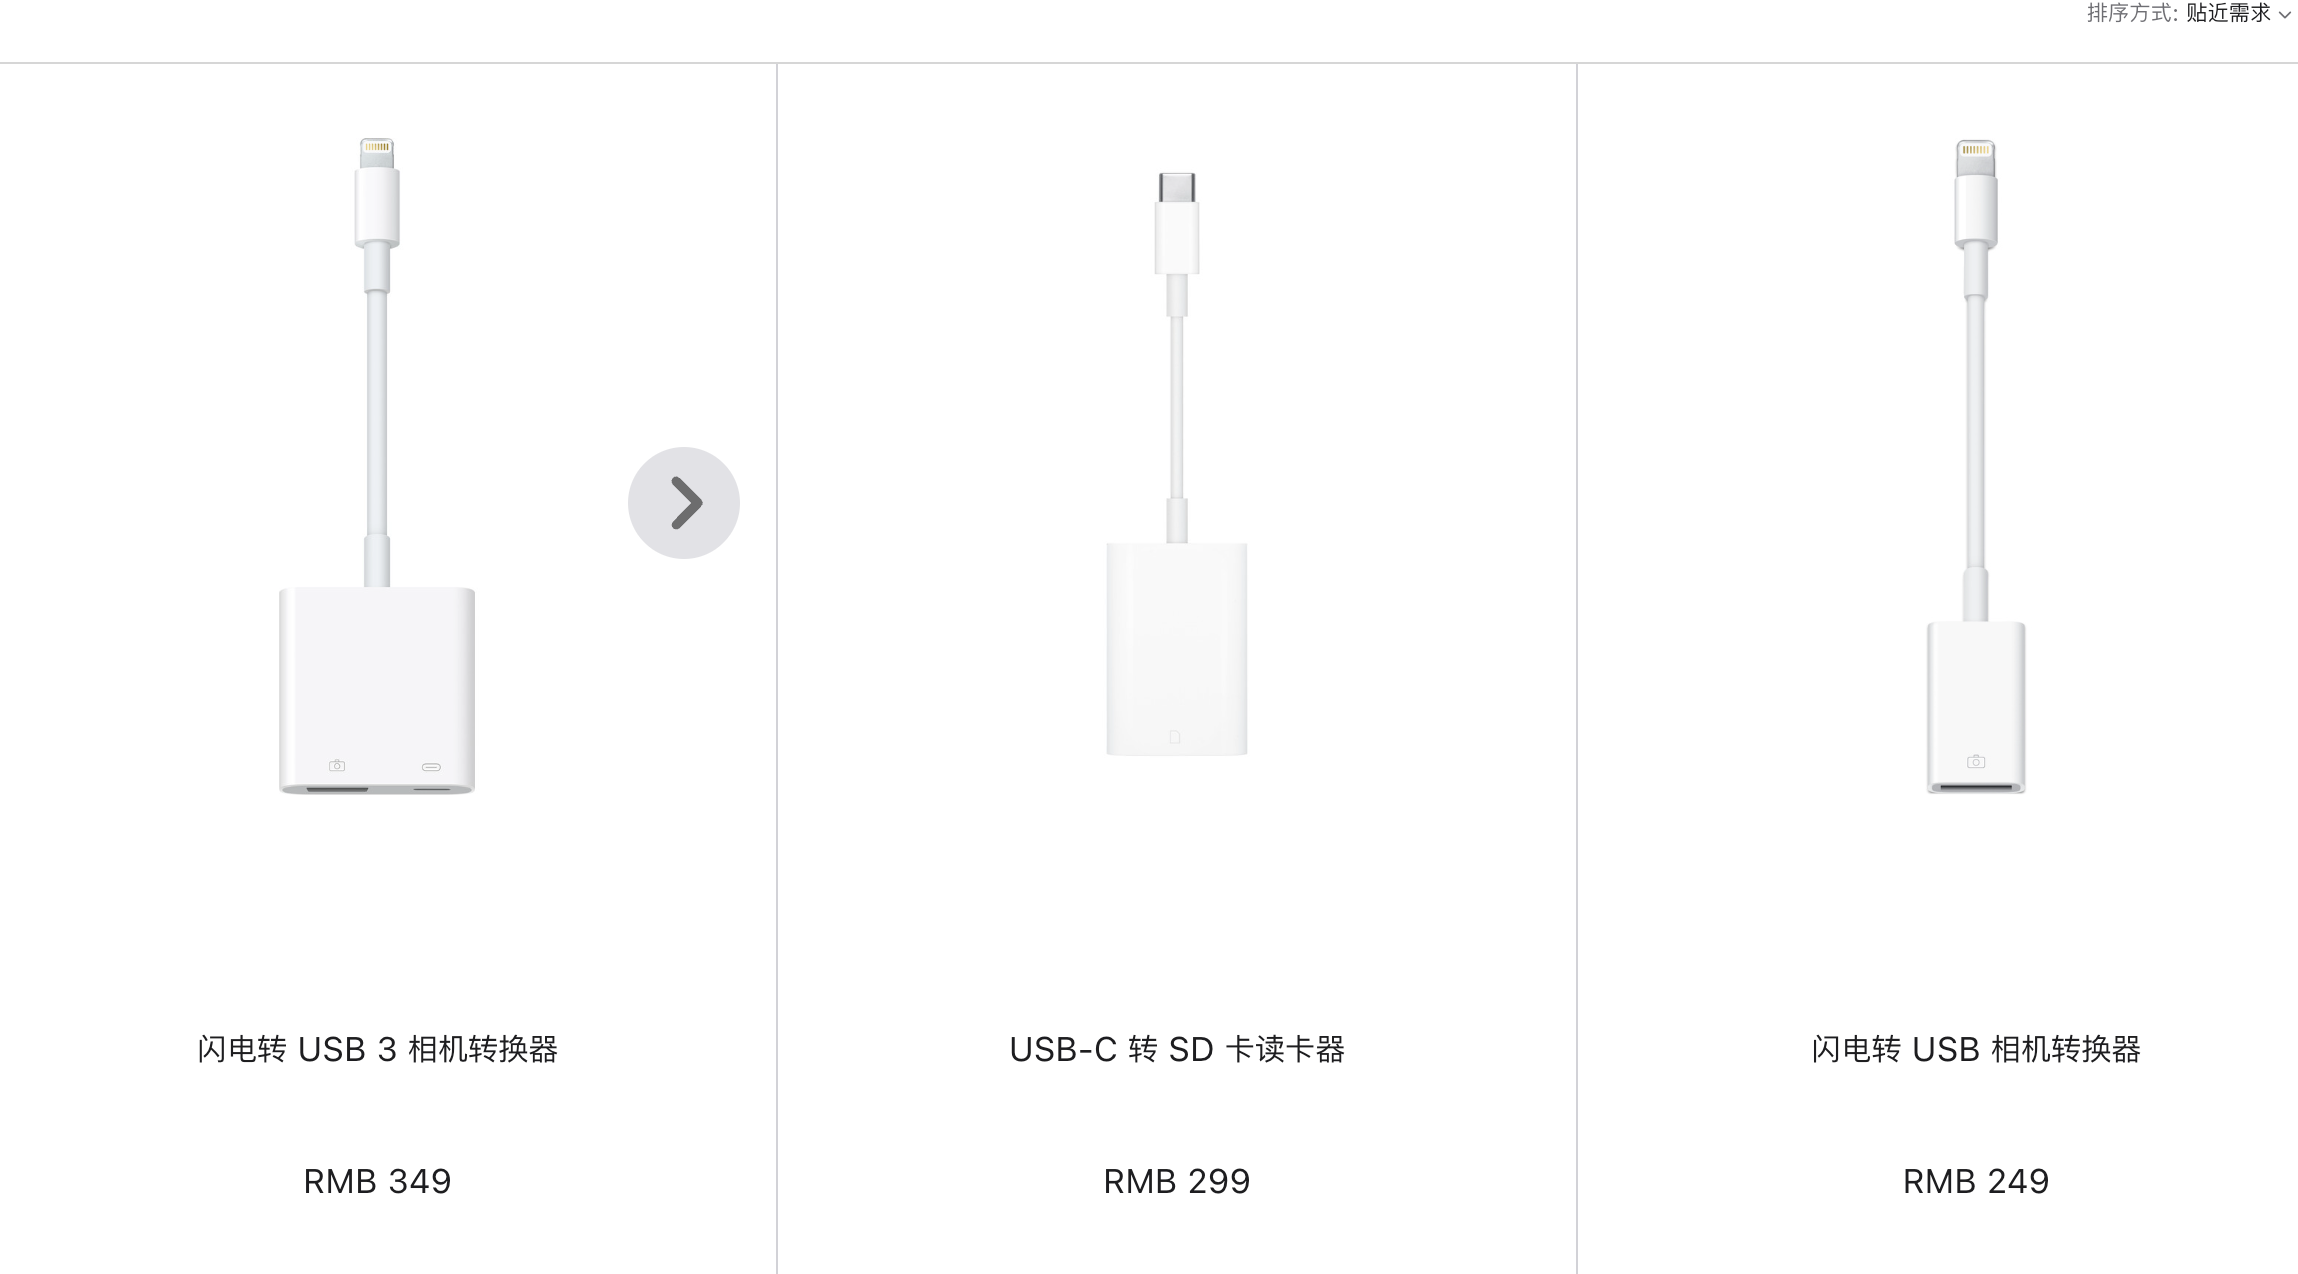 排序方式: 贴近需求
闪电转 USB 3 相机转换器
RMB 349
USB-C 转 SD 卡读卡器
RMB 299
闪电转 USB 相机转换器
RMB 249